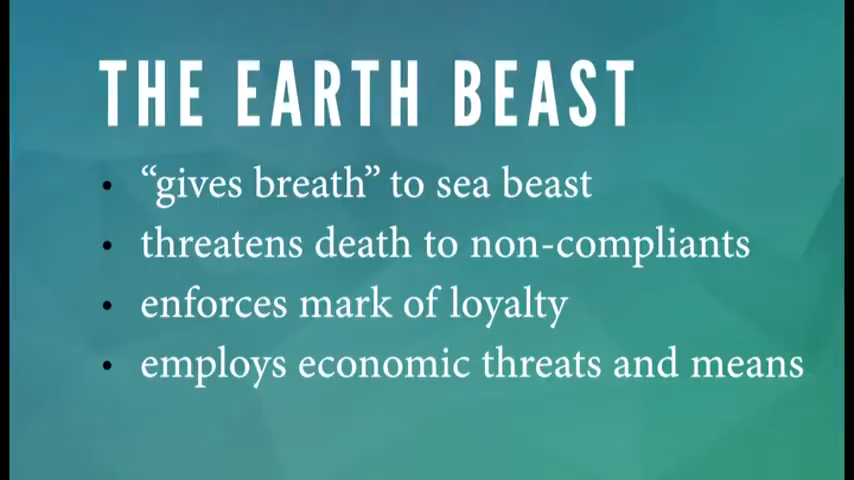 THE EARTH BEAST
• “gives breath” to sea beast
• threatens death to non-compliants
• enforces mark of loyalty
• employs economic threats and means